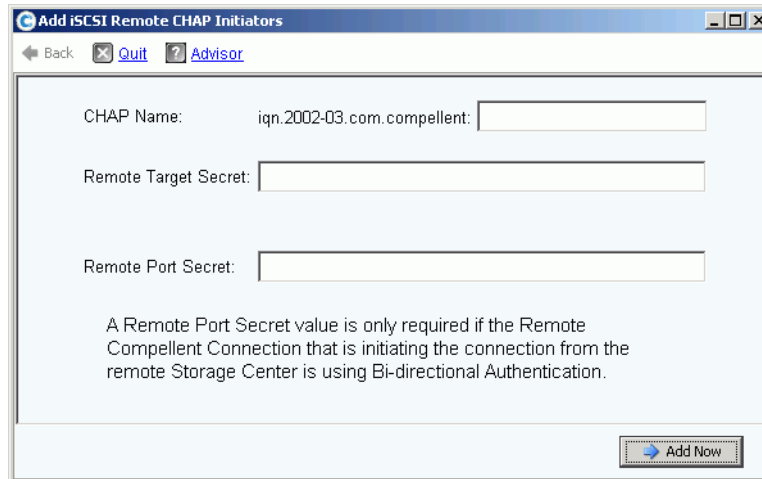 Add iSCSI Remote CHAP Initiators
Back Quit Advisor
CHAP Name: iqn.2002-03.com.compellent:
Remote Target Secret:
Remote Port Secret:
A Remote Port Secret value is only required if the Remote
Compellent Connection that is initiating the connection from the
remote Storage Center is using Bi-directional Authentication.
Add Now